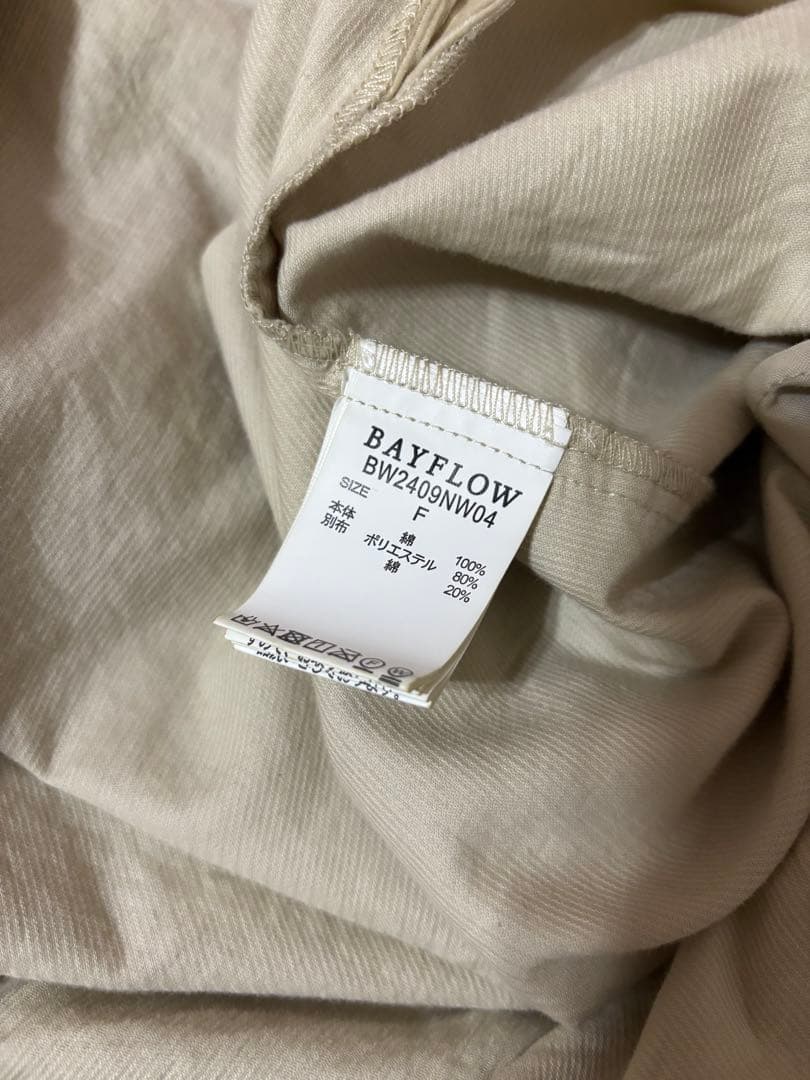 BAYFLOW
BW2409NW04
SIZE F
本体 綿 100%
別布 ポリエステル 80%
綿 20%